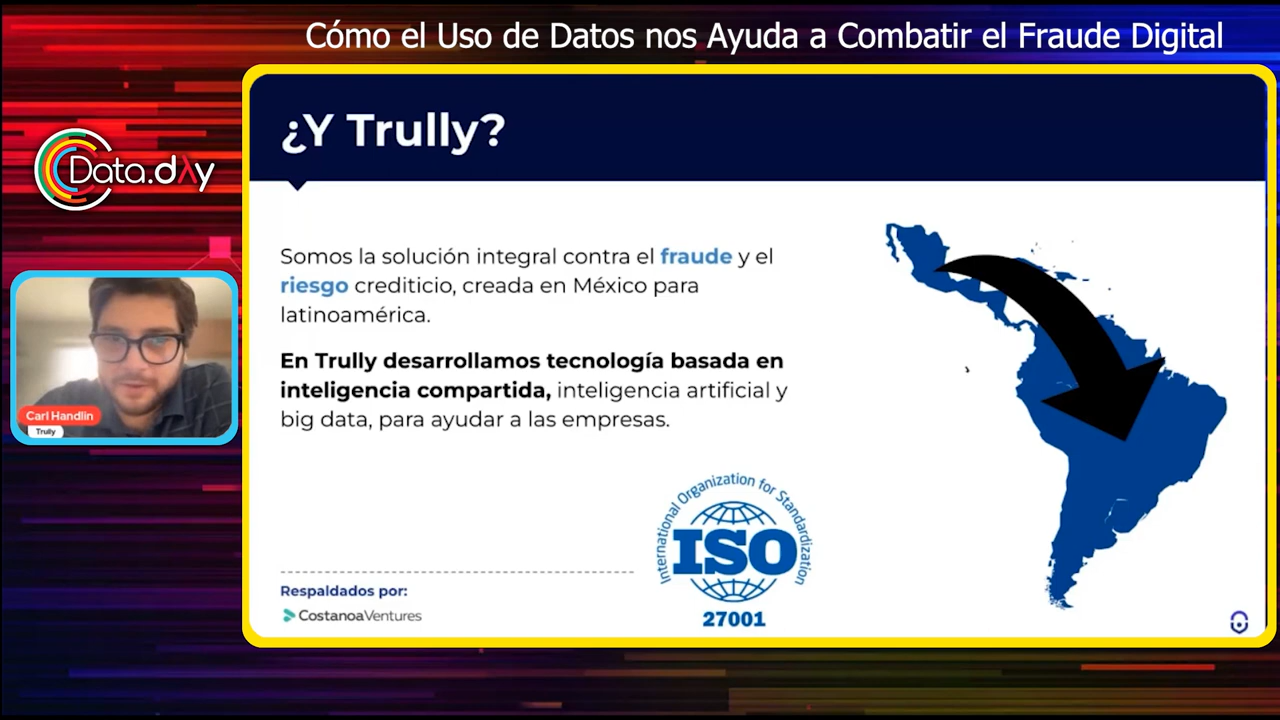 Cómo el Uso de Datos nos Ayuda a Combatir el Fraude Digital
Data.dλy
¿Y Trully?
Somos la solución integral contra el fraude y el
riesgo crediticio, creada en México para
latinoamérica.
En Trully desarrollamos tecnología basada en
inteligencia compartida, inteligencia artificial y
big data, para ayudar a las empresas.
Carl Handlin
Trully
International Organization for Standardization
ISO
27001
Respaldados por:
CostanoaVentures